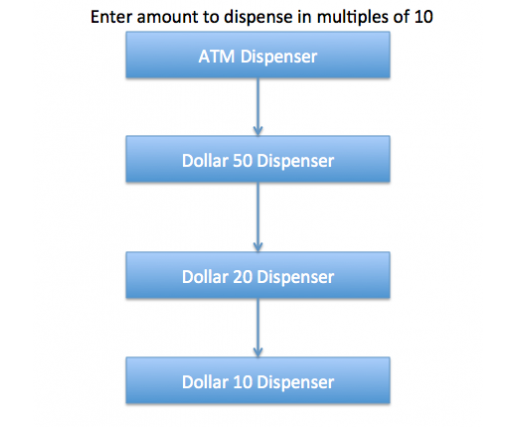 Enter amount to dispense in multiples of 10
ATM Dispenser
Dollar 50 Dispenser
Dollar 20 Dispenser
Dollar 10 Dispenser